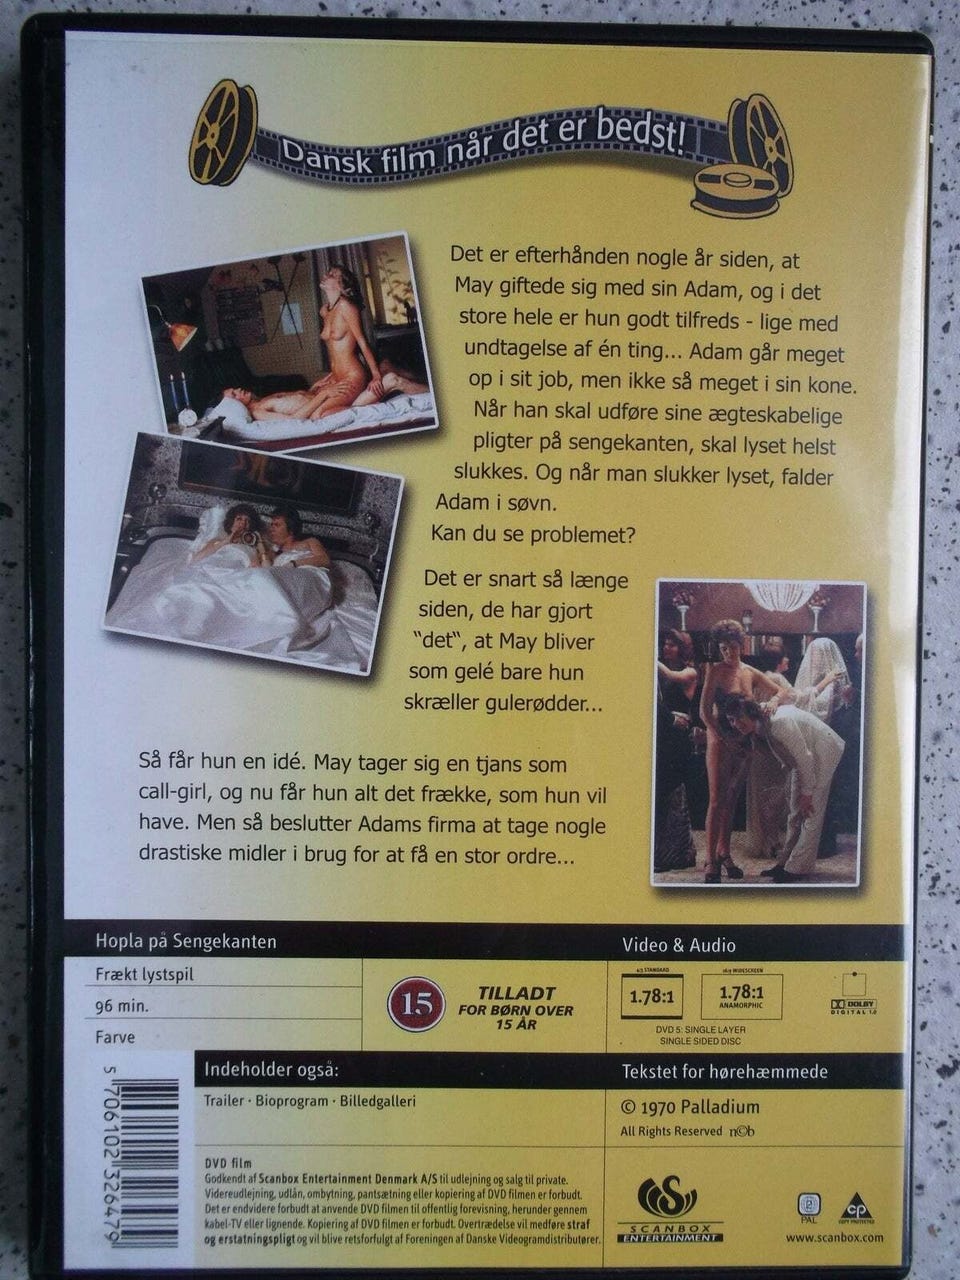 Dansk film når det er bedst!
Det er efterhånden nogle år siden, at
May giftede sig med sin Adam, og i det
store hele er hun godt tilfreds - lige med
undtagelse af én ting... Adam går meget
op i sit job, men ikke så meget i sin kone.
Når han skal udføre sine ægteskabelige
pligter på sengekanten, skal lyset helst
slukkes. Og når man slukker lyset, falder
Adam i søvn.
Kan du se problemet?
Det er snart så længe
siden, de har gjort
"det", at May bliver
som gelé bare hun
skræller gulerødder...
Så får hun en idé. May tager sig en tjans som
call-girl, og nu får hun alt det frække, som hun vil
have. Men så beslutter Adams firma at tage nogle
drastiske midler i brug for at få en stor ordre...
Hopla på Sengekanten
Frækt lystspil
96 min.
Farve
15
TILLADT
FOR BØRN OVER
15 ÅR
Video & Audio
4:3 STANDARD
1.78:1
16:9 WIDESCREEN
1.78:1
ANAMORPHIC
DOLBY
DIGITAL 1.0
DVD 5: SINGLE LAYER
SINGLE SIDED DISC
5 706102 326479
Indeholder også:
Trailer · Bioprogram · Billedgalleri
Tekstet for hørehæmmede
© 1970 Palladium
All Rights Reserved n©b
DVD film
Godkendt af Scanbox Entertainment Denmark A/S til udlejning og salg til private.
Videreudlejning, udlån, ombytning, pantsætning eller kopiering af DVD filmen er forbudt.
Det er endvidere forbudt at anvende DVD filmen til offentlig forevisning, herunder gennem
kabel-TV eller lignende. Kopiering af DVD filmen er forbudt. Overtrædelse vil medføre straf
og erstatningspligt og vil blive retsforfulgt af Foreningen af Danske Videogramdistributører.
SCANBOX
ENTERTAINMENT
PAL
CP
COPY PROTECTED
www.scanbox.com